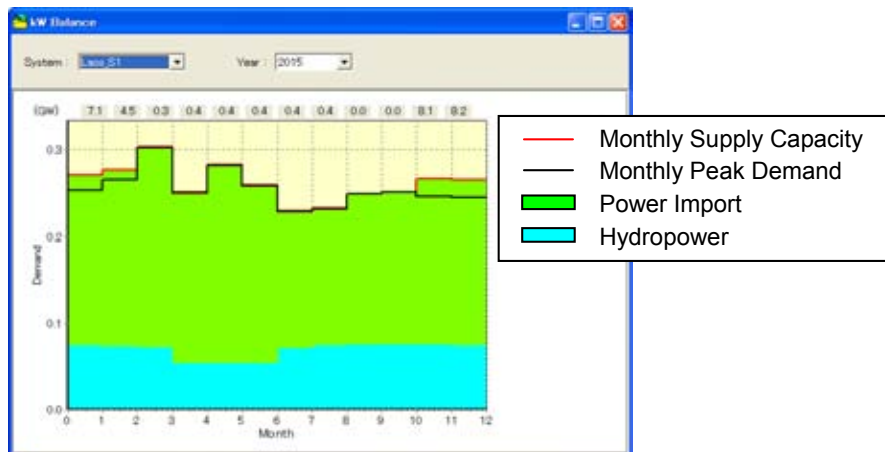 kW Balance
System : Laos_S1 Year : 2015
(GW) 7.1 4.5 0.3 0.4 0.4 0.4 0.4 0.4 0.0 0.0 8.1 8.2
Monthly Supply Capacity
Monthly Peak Demand
Power Import
Hydropower
0.3
0.2
0.1
0.0
Demand
0 1 2 3 4 5 6 7 8 9 10 11 12
Month